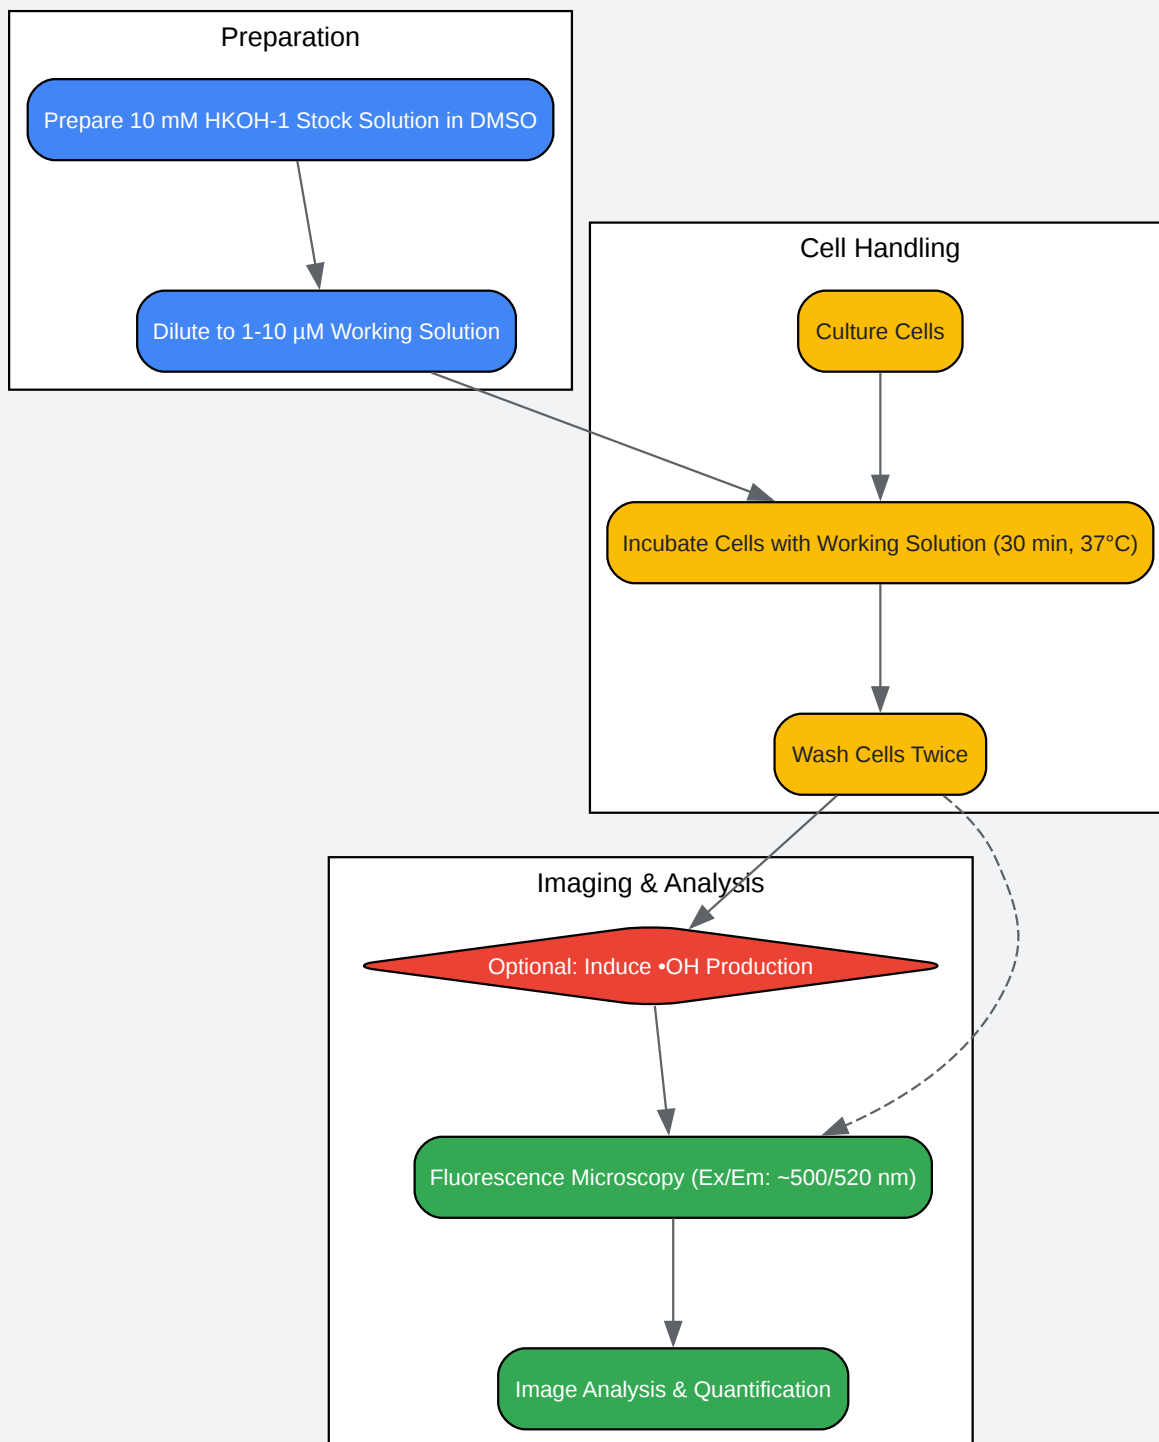 Preparation
Prepare 10 mM HKOH-1 Stock Solution in DMSO
Dilute to 1-10 µM Working Solution
Cell Handling
Culture Cells
Incubate Cells with Working Solution (30 min, 37°C)
Wash Cells Twice
Imaging & Analysis
Optional: Induce •OH Production
Fluorescence Microscopy (Ex/Em: ~500/520 nm)
Image Analysis & Quantification